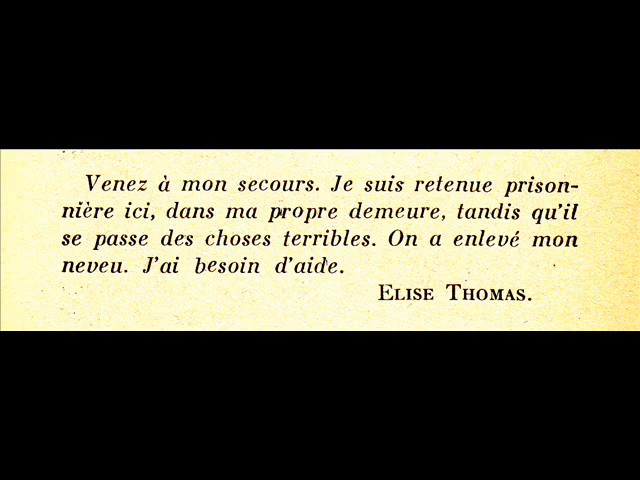 Venez à mon secours. Je suis retenue prison-
nière ici, dans ma propre demeure, tandis qu'il
se passe des choses terribles. On a enlevé mon
neveu. J'ai besoin d'aide.
ELISE THOMAS.